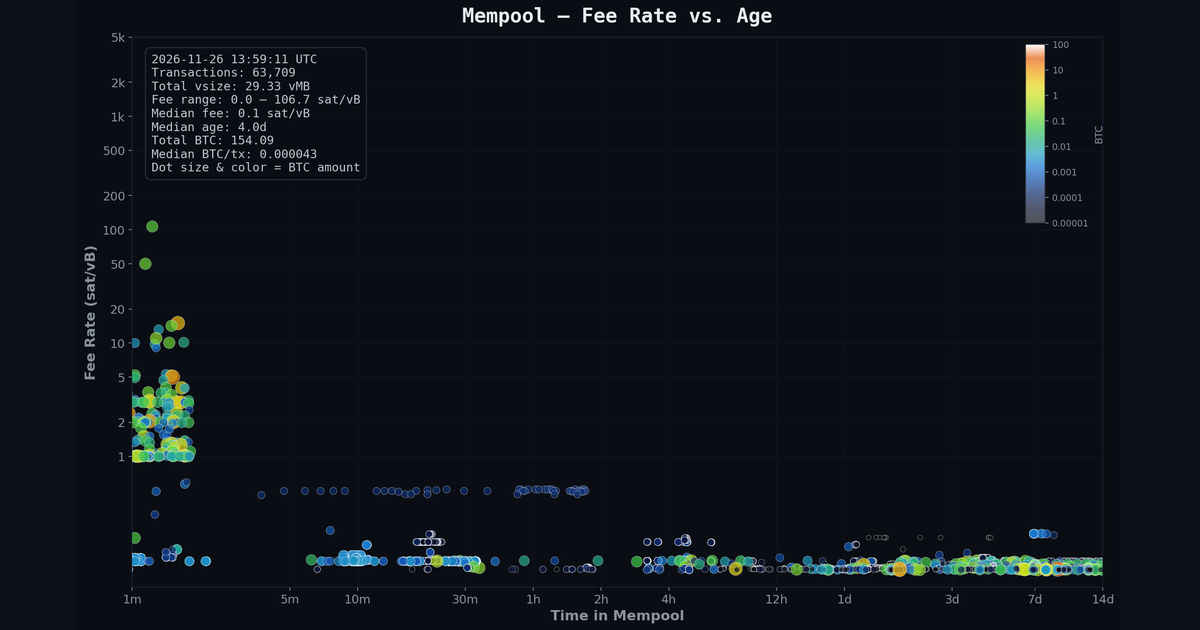 Mempool — Fee Rate vs. Age
5k
2k
1k
500
200
100
50
20
10
5
2
1
Fee Rate (sat/vB)
2026-11-26 13:59:11 UTC
Transactions: 63,709
Total vsize: 29.33 vMB
Fee range: 0.0 — 106.7 sat/vB
Median fee: 0.1 sat/vB
Median age: 4.0d
Total BTC: 154.09
Median BTC/tx: 0.000043
Dot size & color = BTC amount
100
10
1
0.1
0.01
0.001
0.0001
0.00001
BTC
1m 5m 10m 30m 1h 2h 4h 12h 1d 3d 7d 14d
Time in Mempool